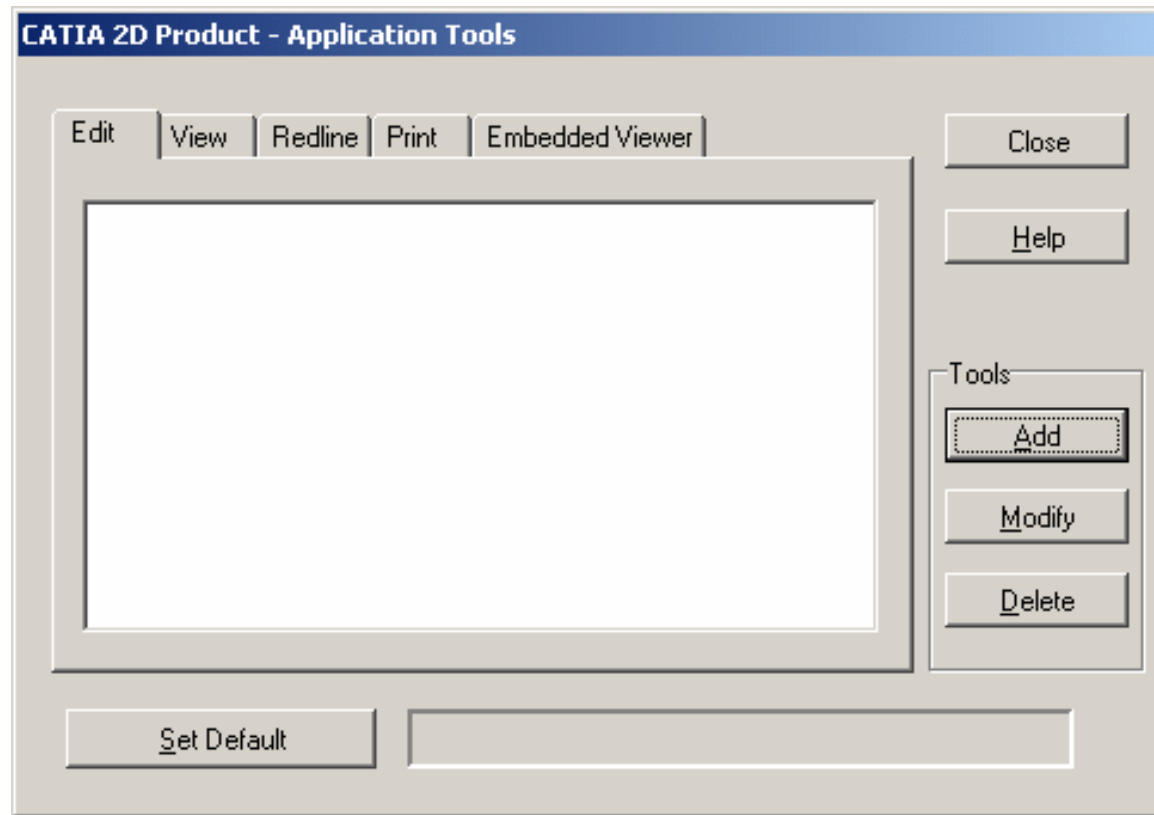 CATIA 2D Product - Application Tools
Edit View Redline Print Embedded Viewer
Close
Help
Tools
Add
Modify
Delete
Set Default